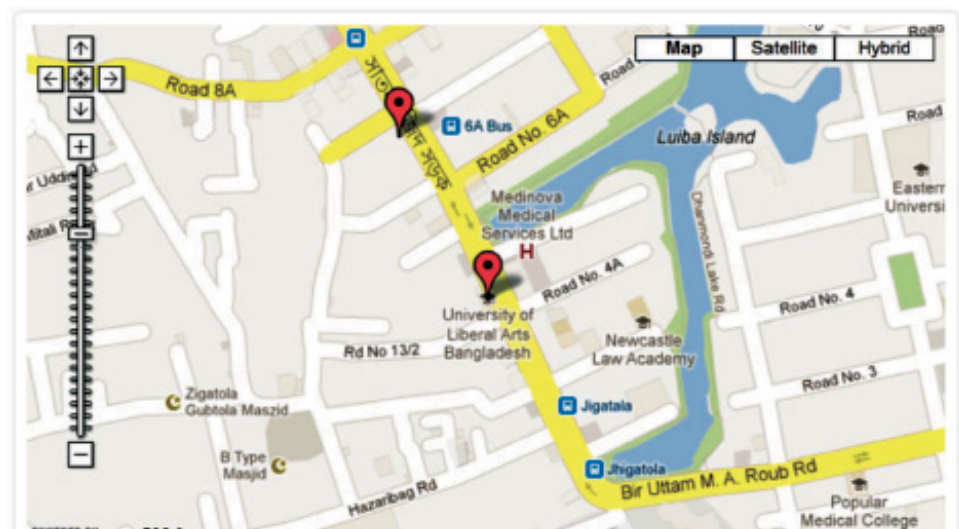 Map
Satellite
Hybrid
Road 8A
6A Bus
Road No. 6A
Luiba Island
Road
Medinova
Medical
Services Ltd
H
Dhanmondi Lake Rd
Eastern
Road No. 4A
Road No. 4
University of
Liberal Arts
Bangladesh
Rd No 13/2
Newcastle
Law Academy
Road No. 3
Zigatola
Gubtola Maszid
Jigatala
B Type
Masjid
Jhigatola
Hazaribag Rd
Bir Uttam M. A. Roub Rd
Popular
Medical College